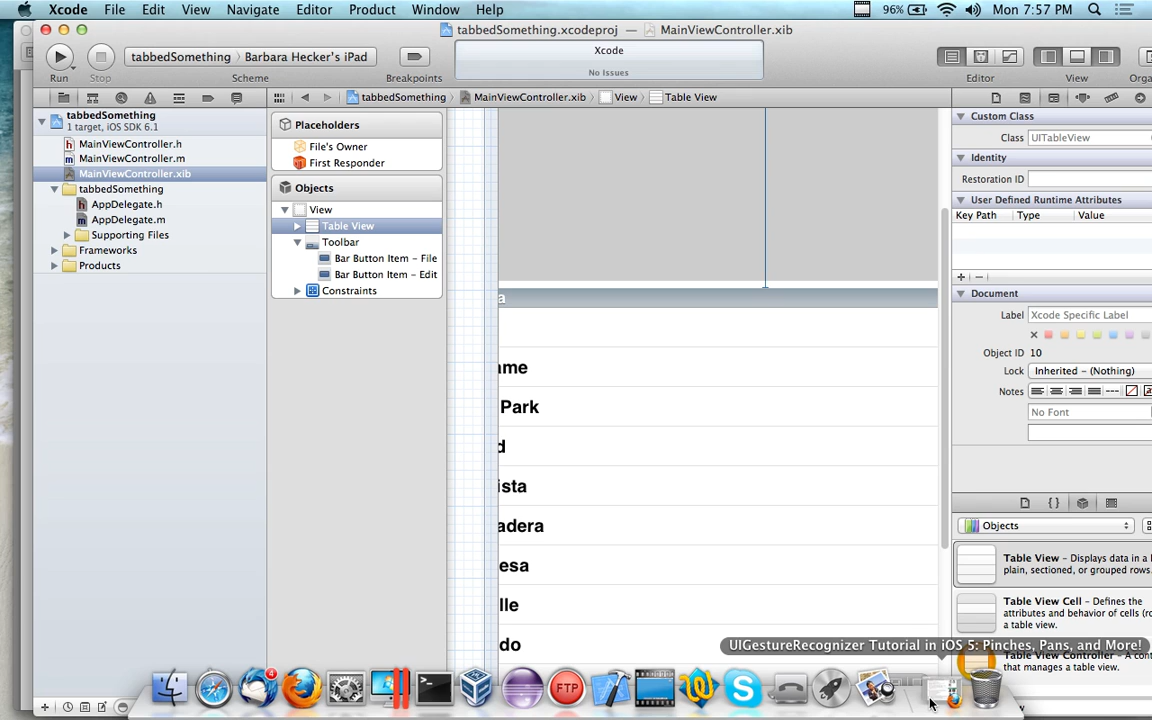 Xcode File Edit View Navigate Editor Product Window Help 96% Mon 7:57 PM
tabbedSomething.xcodeproj — MainViewController.xib
tabbedSomething > Barbara Hecker's iPad
Xcode
No Issues
Run Stop Scheme Breakpoints Editor View Orga
tabbedSomething > MainViewController.xib > View > Table View
tabbedSomething
1 target, iOS SDK 6.1
MainViewController.h
MainViewController.m
MainViewController.xib
tabbedSomething
AppDelegate.h
AppDelegate.m
Supporting Files
Frameworks
Products
Placeholders
File's Owner
First Responder
Objects
View
Table View
Toolbar
Bar Button Item – File
Bar Button Item – Edit
Constraints
a
ame
Park
d
ista
adera
esa
lle
do
Custom Class
Class UITableView
Identity
Restoration ID
User Defined Runtime Attributes
Key Path Type Value
Document
Label Xcode Specific Label
Object ID 10
Lock Inherited – (Nothing)
Notes
No Font
Objects
Table View – Displays data in a l
plain, sectioned, or grouped rows.
Table View Cell – Defines the
attributes and behavior of cells (ro
a table view.
Table View Controller – A cont
that manages a table view.
UIGestureRecognizer Tutorial in iOS 5: Pinches, Pans, and More!
4
FTP